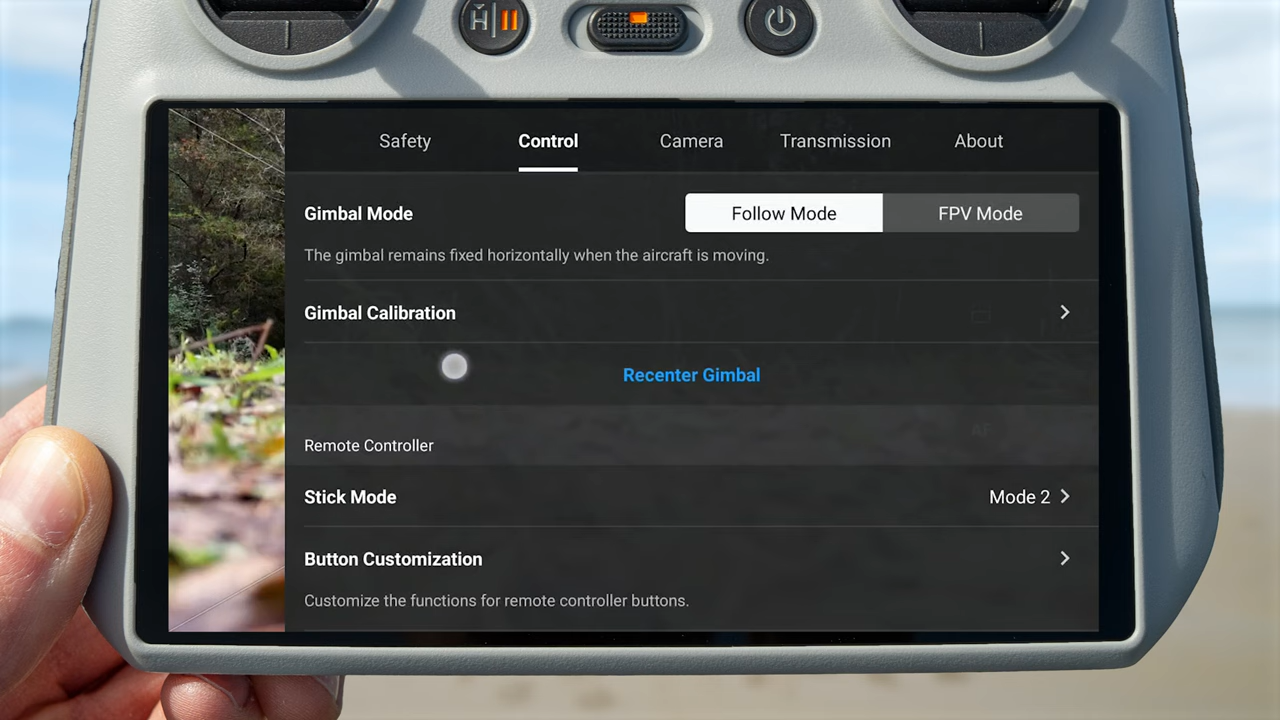 H
Safety Control Camera Transmission About
Gimbal Mode Follow Mode FPV Mode
The gimbal remains fixed horizontally when the aircraft is moving.
Gimbal Calibration
Recenter Gimbal
Remote Controller
Stick Mode Mode 2
Button Customization
Customize the functions for remote controller buttons.